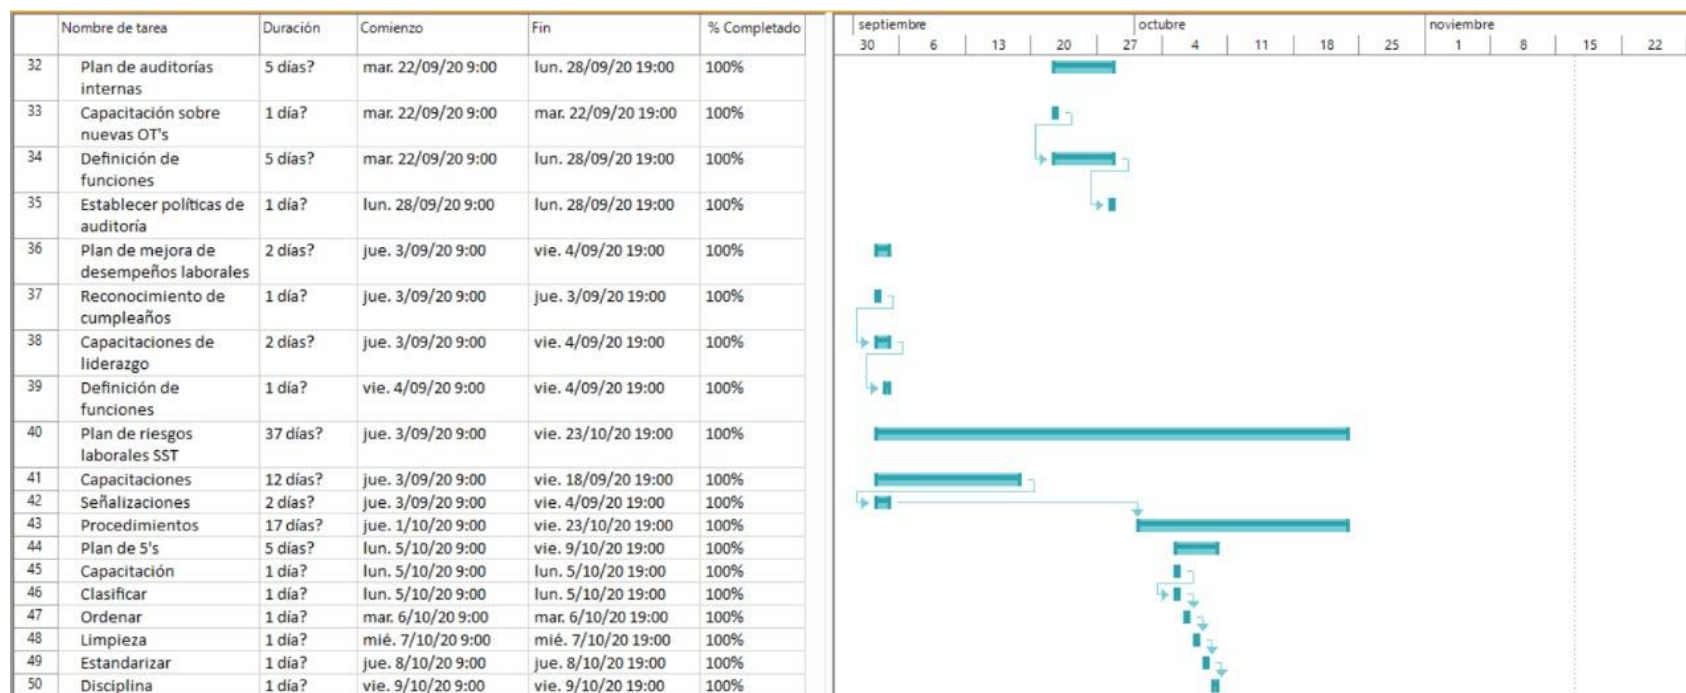 Nombre de tarea Duración Comienzo Fin % Completado septiembre octubre noviembre
30 6 13 20 27 4 11 18 25 1 8 15 22
32 Plan de auditorías 5 días? mar. 22/09/20 9:00 lun. 28/09/20 19:00 100%
internas
33 Capacitación sobre 1 día? mar. 22/09/20 9:00 mar. 22/09/20 19:00 100%
nuevas OT's
34 Definición de 5 días? mar. 22/09/20 9:00 lun. 28/09/20 19:00 100%
funciones
35 Establecer políticas de 1 día? lun. 28/09/20 9:00 lun. 28/09/20 19:00 100%
auditoría
36 Plan de mejora de 2 días? jue. 3/09/20 9:00 vie. 4/09/20 19:00 100%
desempeños laborales
37 Reconocimiento de 1 día? jue. 3/09/20 9:00 jue. 3/09/20 19:00 100%
cumpleaños
38 Capacitaciones de 2 días? jue. 3/09/20 9:00 vie. 4/09/20 19:00 100%
liderazgo
39 Definición de 1 día? vie. 4/09/20 9:00 vie. 4/09/20 19:00 100%
funciones
40 Plan de riesgos 37 días? jue. 3/09/20 9:00 vie. 23/10/20 19:00 100%
laborales SST
41 Capacitaciones 12 días? jue. 3/09/20 9:00 vie. 18/09/20 19:00 100%
42 Señalizaciones 2 días? jue. 3/09/20 9:00 vie. 4/09/20 19:00 100%
43 Procedimientos 17 días? jue. 1/10/20 9:00 vie. 23/10/20 19:00 100%
44 Plan de 5's 5 días? lun. 5/10/20 9:00 vie. 9/10/20 19:00 100%
45 Capacitación 1 día? lun. 5/10/20 9:00 lun. 5/10/20 19:00 100%
46 Clasificar 1 día? lun. 5/10/20 9:00 lun. 5/10/20 19:00 100%
47 Ordenar 1 día? mar. 6/10/20 9:00 mar. 6/10/20 19:00 100%
48 Limpieza 1 día? mié. 7/10/20 9:00 mié. 7/10/20 19:00 100%
49 Estandarizar 1 día? jue. 8/10/20 9:00 jue. 8/10/20 19:00 100%
50 Disciplina 1 día? vie. 9/10/20 9:00 vie. 9/10/20 19:00 100%